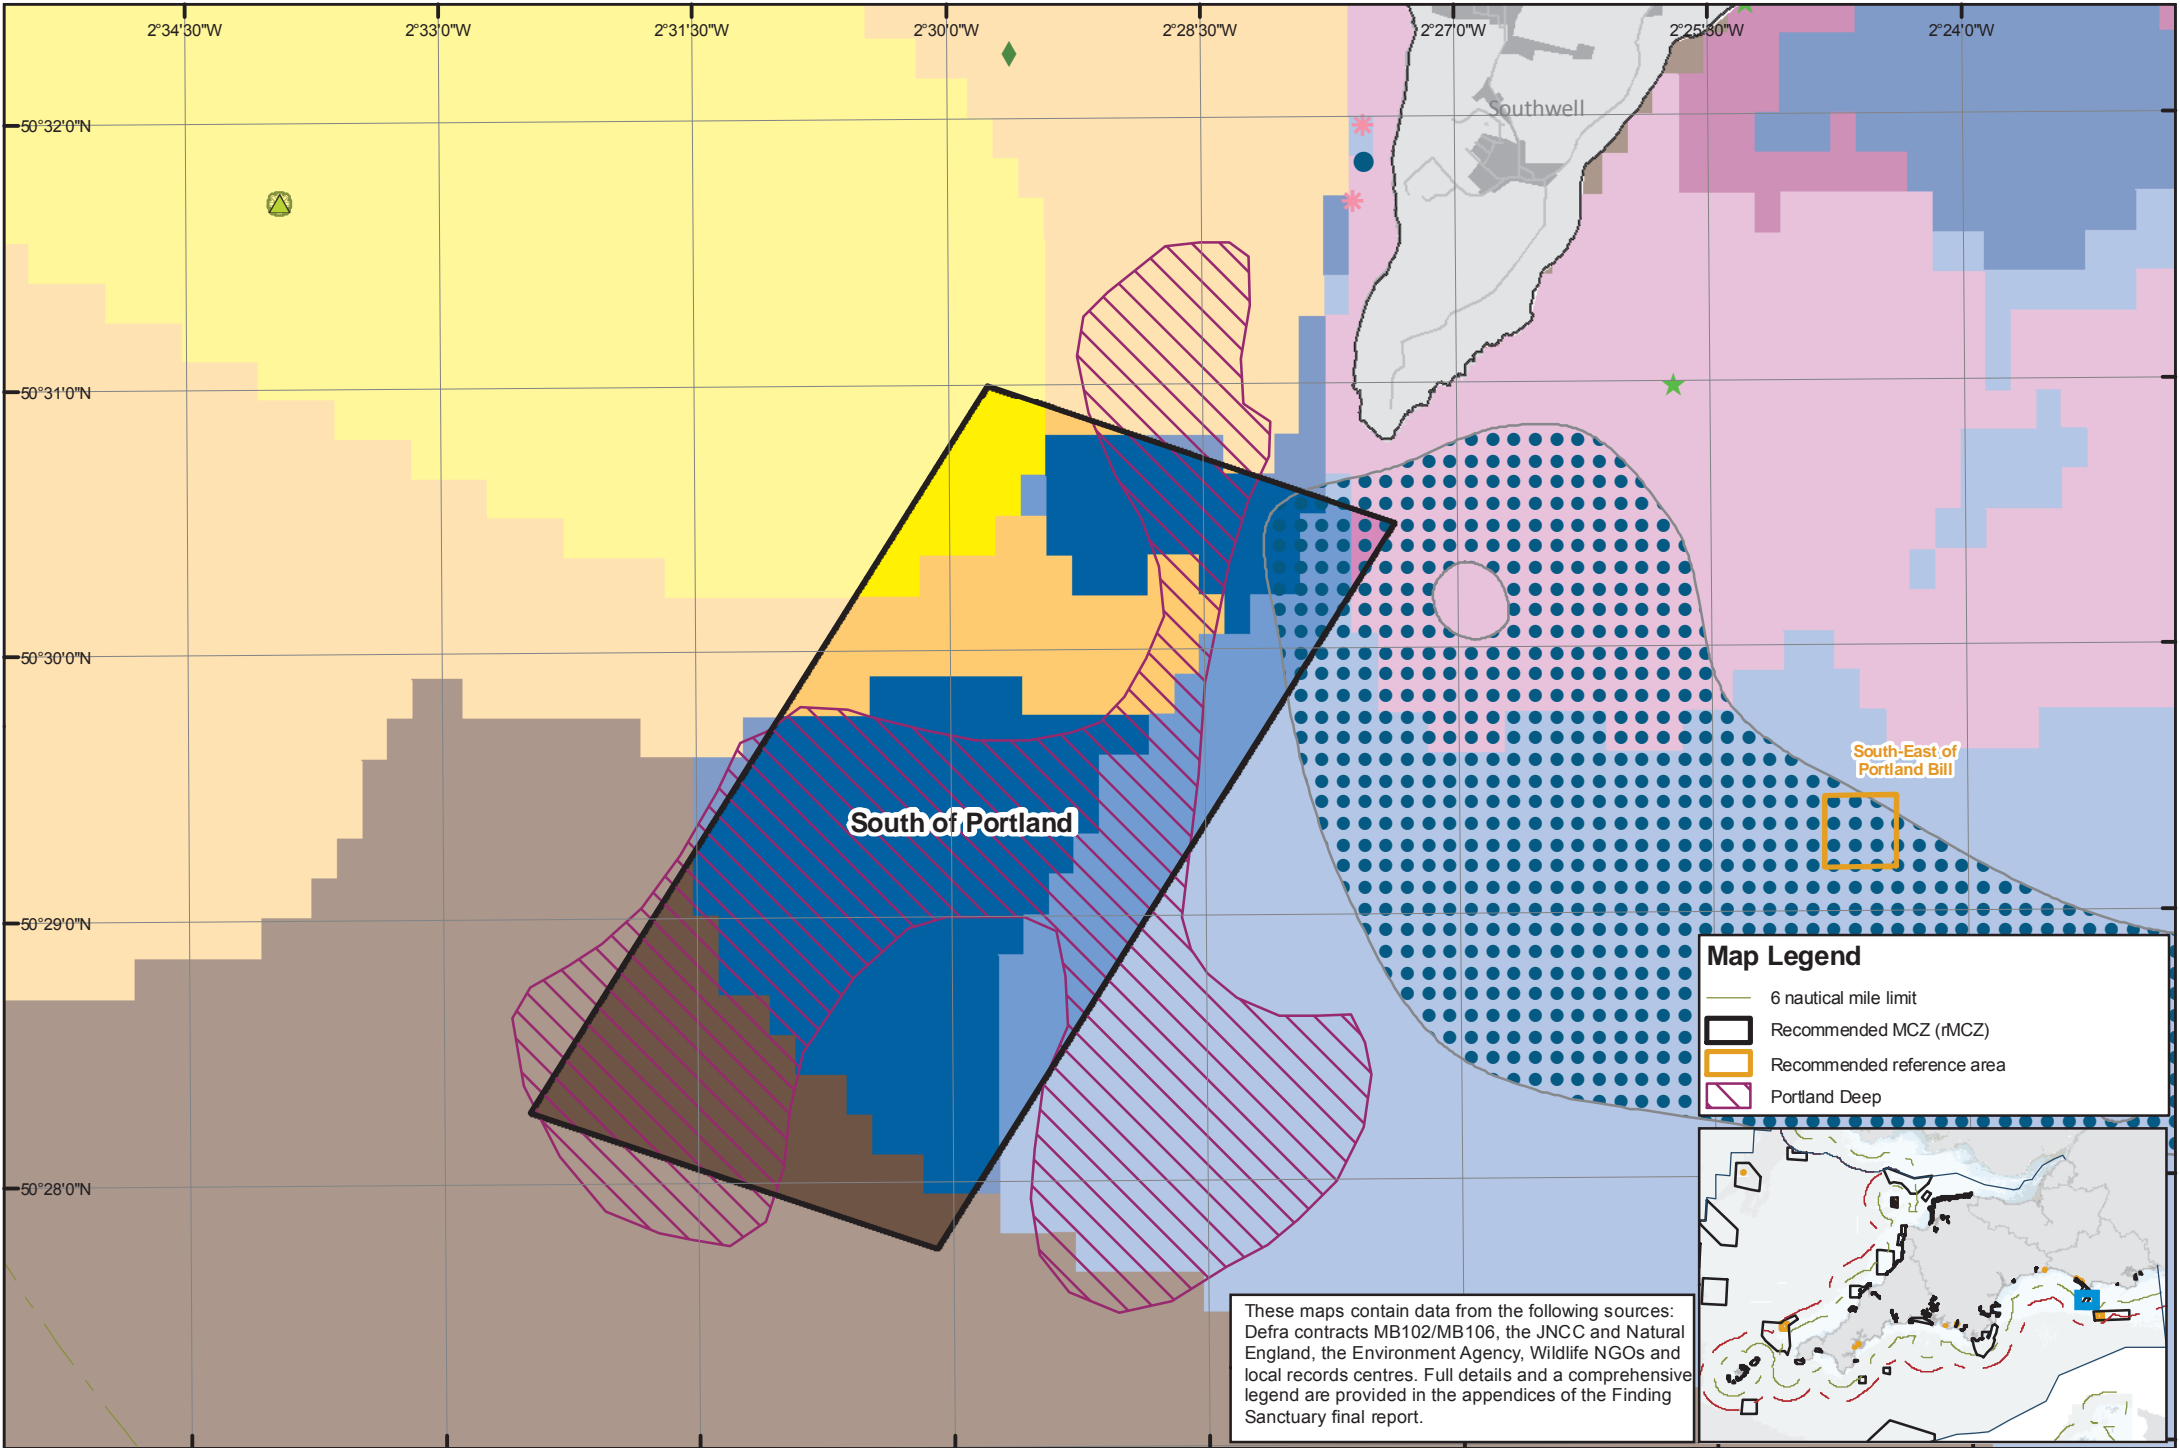 2°34'30"W 2°33'0"W 2°31'30"W 2°30'0"W 2°28'30"W 2°27'0"W 2°25'30"W 2°24'0"W
Southwell
50°32'0"N
50°31'0"N
50°30'0"N
South-East of
Portland Bill
South of Portland
50°29'0"N
50°28'0"N
Map Legend
6 nautical mile limit
Recommended MCZ (rMCZ)
Recommended reference area
Portland Deep
These maps contain data from the following sources:
Defra contracts MB102/MB106, the JNCC and Natural
England, the Environment Agency, Wildlife NGOs and
local records centres. Full details and a comprehensive
legend are provided in the appendices of the Finding
Sanctuary final report.